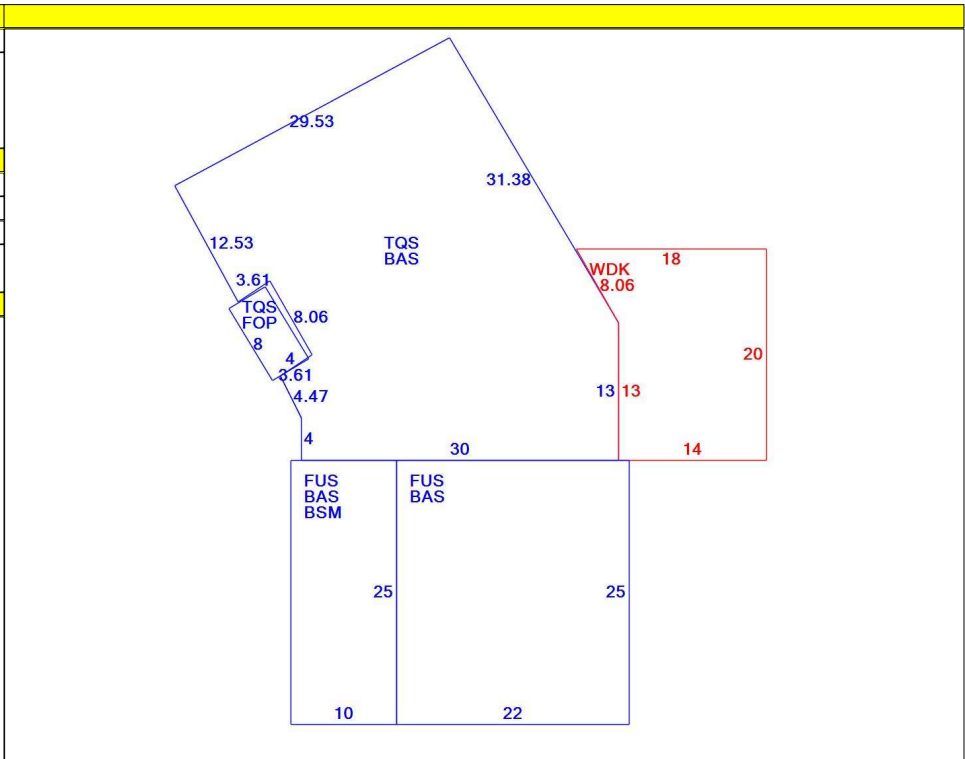 29.53
31.38
12.53
TQS
BAS
18
WDK
8.06
3.61
TQS
FOP
8.06
8
20
4
3.61
4.47
13
13
4
30
14
FUS
BAS
BSM
FUS
BAS
25
25
10
22